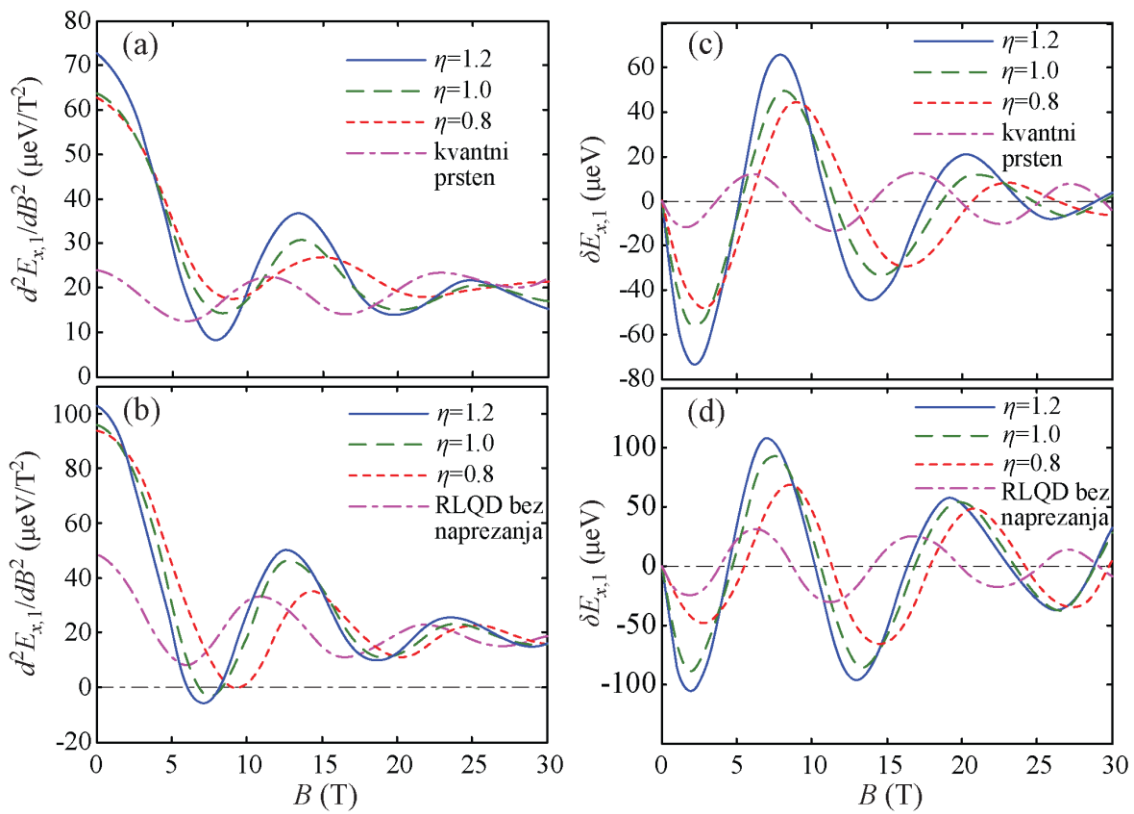 (a)
η=1.2
η=1.0
η=0.8
kvantni
prsten
d²E_{x,1}/dB² (μeV/T²)
80
70
60
50
40
30
20
10
0
(b)
η=1.2
η=1.0
η=0.8
RLQD bez
naprezanja
d²E_{x,1}/dB² (μeV/T²)
100
80
60
40
20
0
-20
0 5 10 15 20 25 30
B (T)
(c)
η=1.2
η=1.0
η=0.8
kvantni
prsten
δE_{x,1} (μeV)
60
40
20
0
-20
-40
-60
-80
(d)
η=1.2
η=1.0
η=0.8
RLQD bez
naprezanja
δE_{x,1} (μeV)
100
50
0
-50
-100
0 5 10 15 20 25 30
B (T)